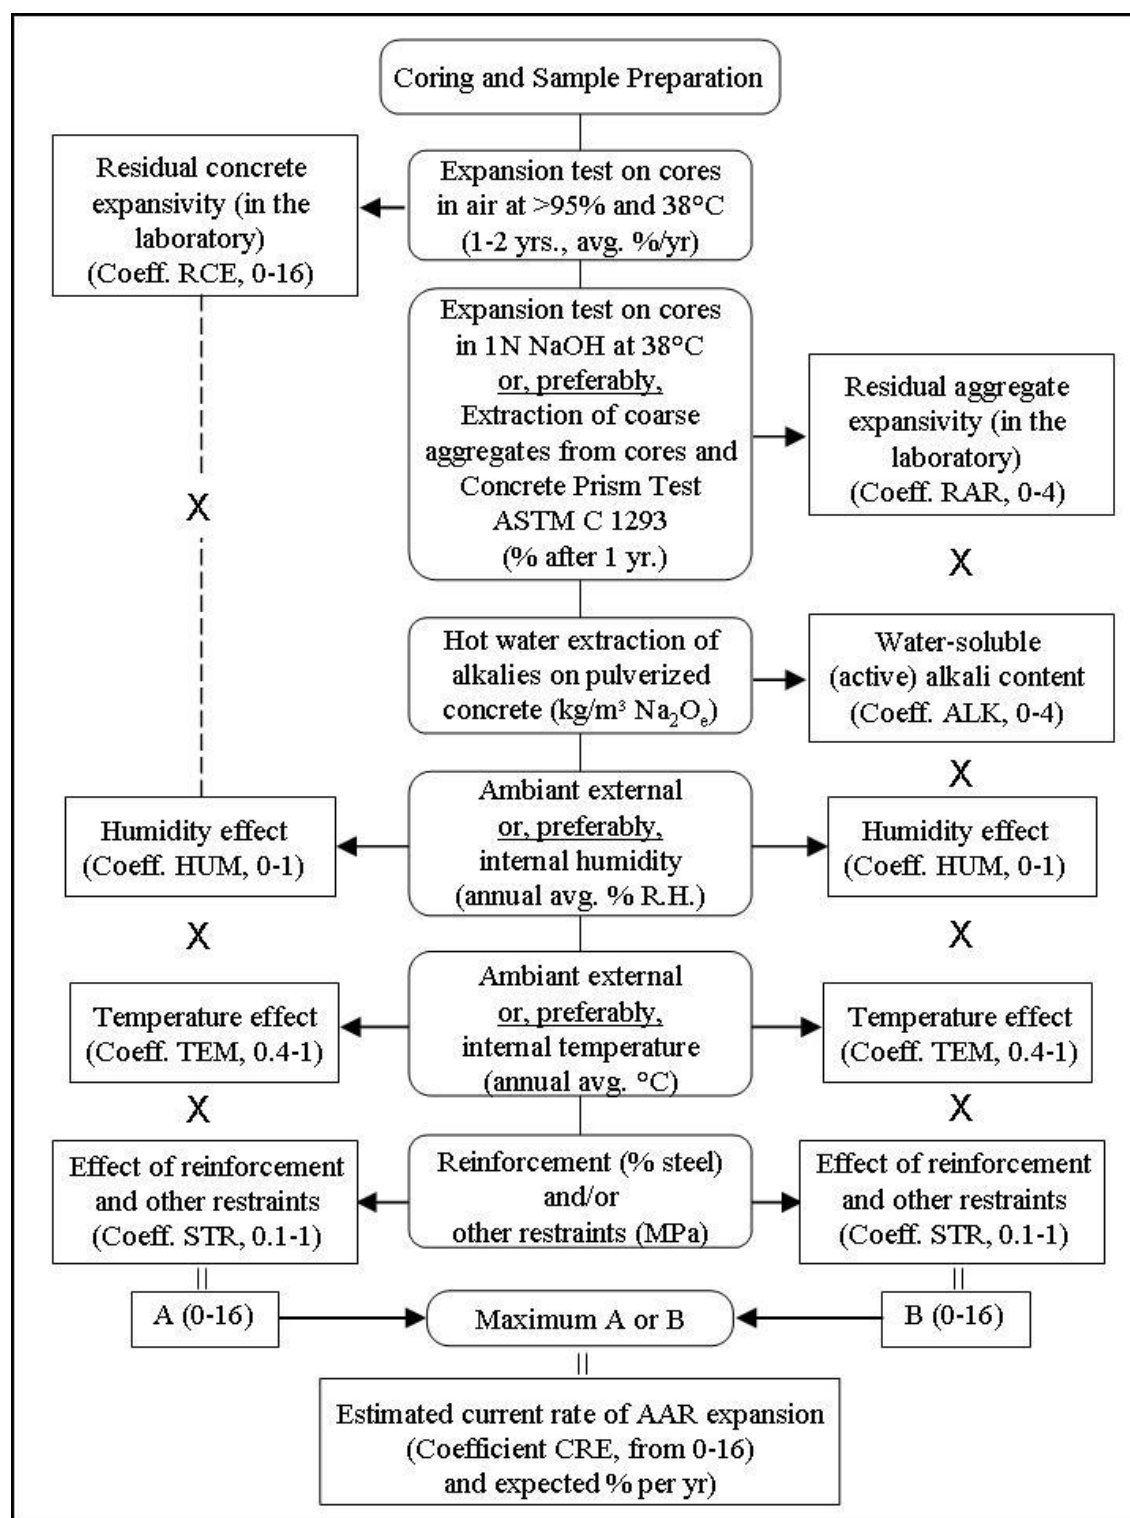 Coring and Sample Preparation
Residual concrete
expansivity (in the
laboratory)
(Coeff. RCE, 0-16)
Expansion test on cores
in air at >95% and 38°C
(1-2 yrs., avg. %/yr)
Expansion test on cores
in 1N NaOH at 38°C
or, preferably,
Extraction of coarse
aggregates from cores and
Concrete Prism Test
ASTM C 1293
(% after 1 yr.)
Residual aggregate
expansivity (in the
laboratory)
(Coeff. RAR, 0-4)
X
X
Hot water extraction of
alkalies on pulverized
concrete (kg/m³ Na₂Oₑ)
Water-soluble
(active) alkali content
(Coeff. ALK, 0-4)
X
Humidity effect
(Coeff. HUM, 0-1)
Ambiant external
or, preferably,
internal humidity
(annual avg. % R.H.)
Humidity effect
(Coeff. HUM, 0-1)
X
X
Temperature effect
(Coeff. TEM, 0.4-1)
Ambiant external
or, preferably,
internal temperature
(annual avg. °C)
Temperature effect
(Coeff. TEM, 0.4-1)
X
X
Effect of reinforcement
and other restraints
(Coeff. STR, 0.1-1)
Reinforcement (% steel)
and/or
other restraints (MPa)
Effect of reinforcement
and other restraints
(Coeff. STR, 0.1-1)
=
=
A (0-16)
Maximum A or B
B (0-16)
=
Estimated current rate of AAR expansion
(Coefficient CRE, from 0-16)
and expected % per yr)